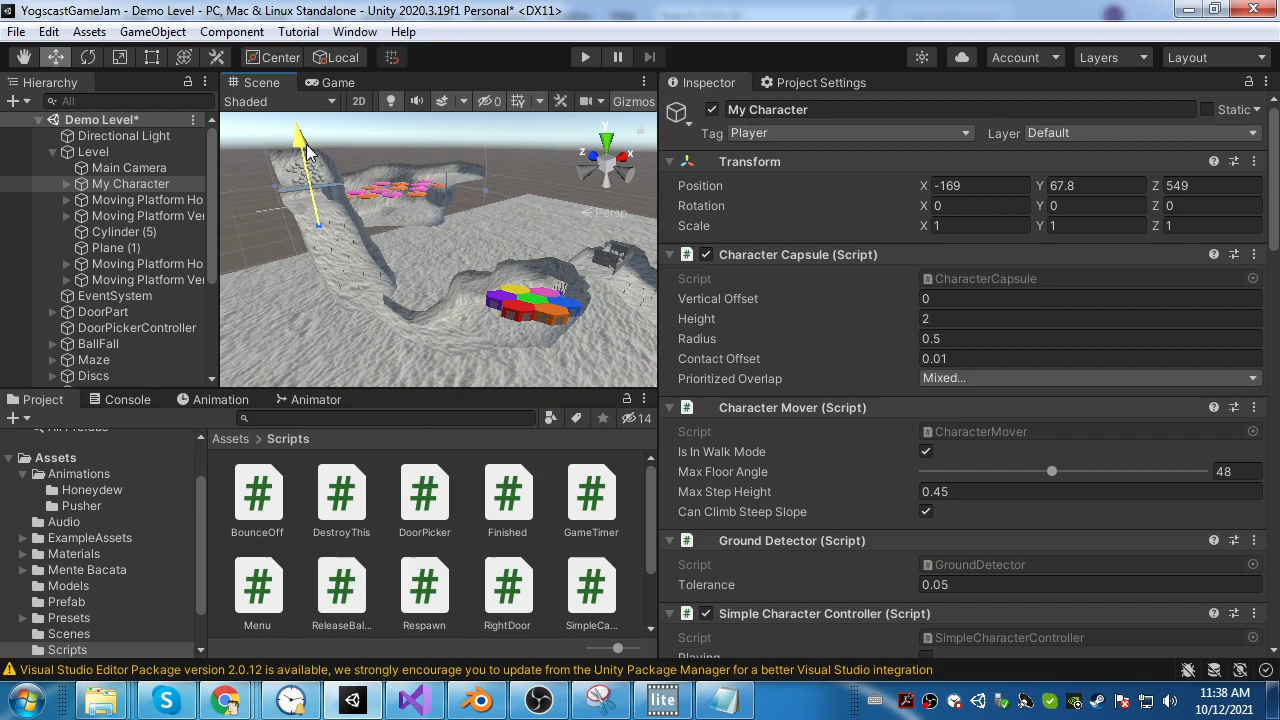 YogscastGameJam - Demo Level - PC, Mac & Linux Standalone - Unity 2020.3.19f1 Personal* <DX11>
File Edit Assets GameObject Component Tutorial Window Help
Center Local Account Layers Layout
Hierarchy
All
Demo Level*
Directional Light
Level
Main Camera
My Character
Moving Platform Ho
Moving Platform Ver
Cylinder (5)
Plane (1)
Moving Platform Ho
Moving Platform Ver
EventSystem
DoorPart
DoorPickerController
BallFall
Maze
Discs
Scene Game
Shaded 2D 0 Gizmos
y
z x
Persp
Inspector Project Settings
My Character Static
Tag Player Layer Default
Transform
Position X -169 Y 67.8 Z 549
Rotation X 0 Y 0 Z 0
Scale X 1 Y 1 Z 1
Character Capsule (Script)
Script CharacterCapsule
Vertical Offset 0
Height 2
Radius 0.5
Contact Offset 0.01
Prioritized Overlap Mixed...
Character Mover (Script)
Script CharacterMover
Is In Walk Mode
Max Floor Angle 48
Max Step Height 0.45
Can Climb Steep Slope
Ground Detector (Script)
Script GroundDetector
Tolerance 0.05
Simple Character Controller (Script)
Script SimpleCharacterController
Project Console Animation Animator
14
Assets
Animations
Honeydew
Pusher
Audio
ExampleAssets
Materials
Mente Bacata
Models
Prefab
Presets
Scenes
Scripts
Assets > Scripts
BounceOff DestroyThis DoorPicker Finished GameTimer
Menu ReleaseBal... Respawn RightDoor SimpleCa...
Visual Studio Editor Package version 2.0.12 is available, we strongly encourage you to update from the Unity Package Manager for a better Visual Studio integration
lite
11:38 AM
10/12/2021